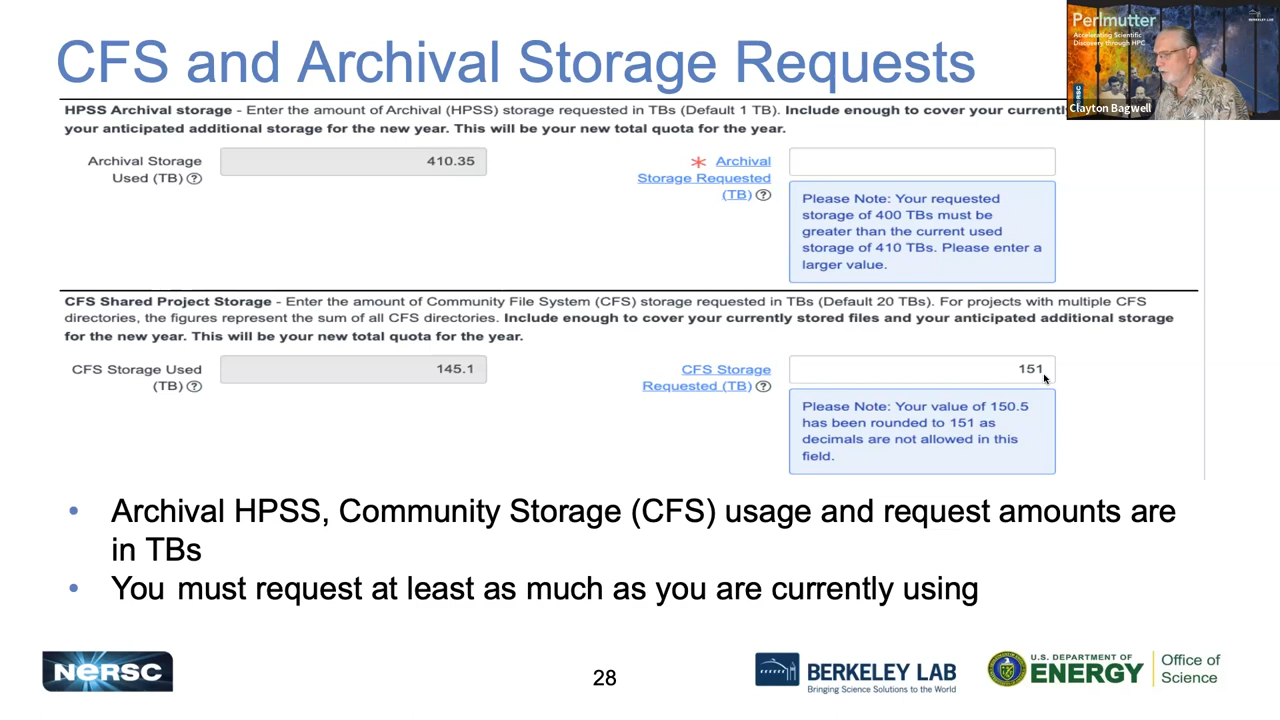 CFS and Archival Storage Requests
Perlmutter
Accelerating Scientific
Discovery through HPC
BERKELEY LAB
NERSC
Clayton Bagwell
HPSS Archival storage - Enter the amount of Archival (HPSS) storage requested in TBs (Default 1 TB). Include enough to cover your currently
your anticipated additional storage for the new year. This will be your new total quota for the year.
Archival Storage
Used (TB) ?
410.35
* Archival
Storage Requested
(TB) ?
Please Note: Your requested
storage of 400 TBs must be
greater than the current used
storage of 410 TBs. Please enter a
larger value.
CFS Shared Project Storage - Enter the amount of Community File System (CFS) storage requested in TBs (Default 20 TBs). For projects with multiple CFS
directories, the figures represent the sum of all CFS directories. Include enough to cover your currently stored files and your anticipated additional storage
for the new year. This will be your new total quota for the year.
CFS Storage Used
(TB) ?
145.1
CFS Storage
Requested (TB) ?
151
Please Note: Your value of 150.5
has been rounded to 151 as
decimals are not allowed in this
field.
• Archival HPSS, Community Storage (CFS) usage and request amounts are
in TBs
• You must request at least as much as you are currently using
NERSC
28
BERKELEY LAB
Bringing Science Solutions to the World
U.S. DEPARTMENT OF
ENERGY
Office of
Science